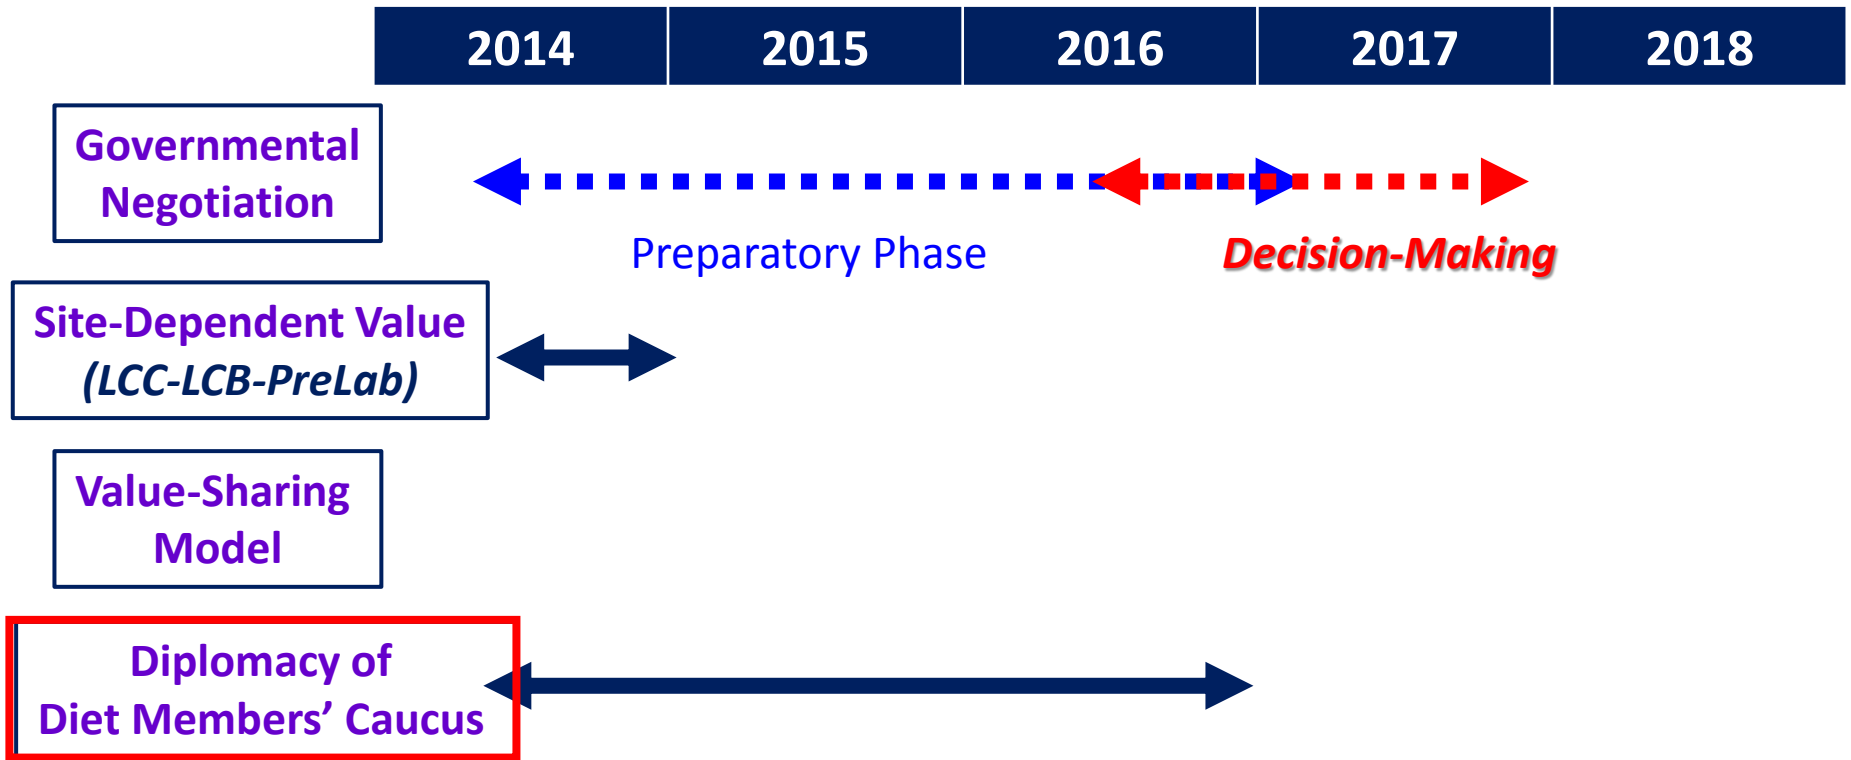 2014 2015 2016 2017 2018
Governmental
Negotiation
Preparatory Phase
Decision-Making
Site-Dependent Value
(LCC-LCB-PreLab)
Value-Sharing
Model
Diplomacy of
Diet Members’ Caucus